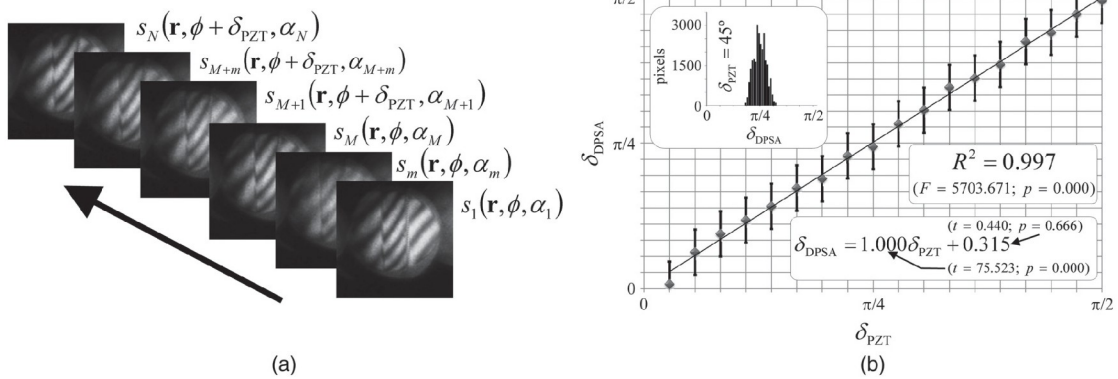 s_N(r, ϕ + δ_PZT, α_N)
s_{M+m}(r, ϕ + δ_PZT, α_{M+m})
s_{M+1}(r, ϕ + δ_PZT, α_{M+1})
s_M(r, ϕ, α_M)
s_m(r, ϕ, α_m)
s_1(r, ϕ, α_1)
(a)
π/2
π/4
0
δ_DPSA
3000
1500
0
pixels
δ_PZT = 45°
0 π/4 π/2
δ_DPSA
R² = 0.997
(F = 5703.671; p = 0.000)
(t = 0.440; p = 0.666)
δ_DPSA = 1.000δ_PZT + 0.315
(t = 75.523; p = 0.000)
0 π/4 π/2
δ_PZT
(b)